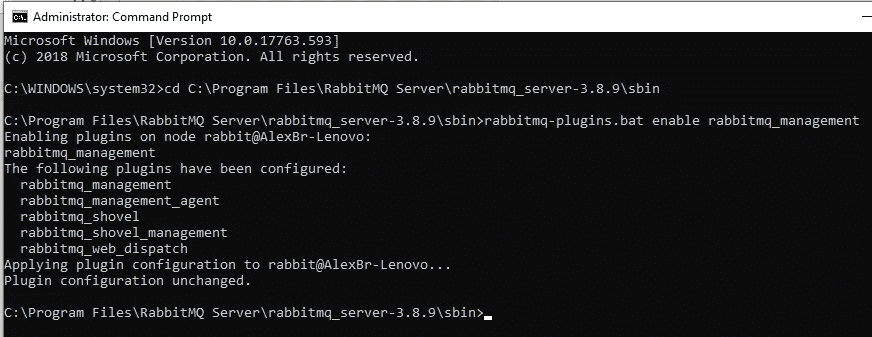 Administrator: Command Prompt
Microsoft Windows [Version 10.0.17763.593]
(c) 2018 Microsoft Corporation. All rights reserved.
C:\WINDOWS\system32>cd C:\Program Files\RabbitMQ Server\rabbitmq_server-3.8.9\sbin
C:\Program Files\RabbitMQ Server\rabbitmq_server-3.8.9\sbin>rabbitmq-plugins.bat enable rabbitmq_management
Enabling plugins on node rabbit@AlexBr-Lenovo:
rabbitmq_management
The following plugins have been configured:
  rabbitmq_management
  rabbitmq_management_agent
  rabbitmq_shovel
  rabbitmq_shovel_management
  rabbitmq_web_dispatch
Applying plugin configuration to rabbit@AlexBr-Lenovo...
Plugin configuration unchanged.
C:\Program Files\RabbitMQ Server\rabbitmq_server-3.8.9\sbin>